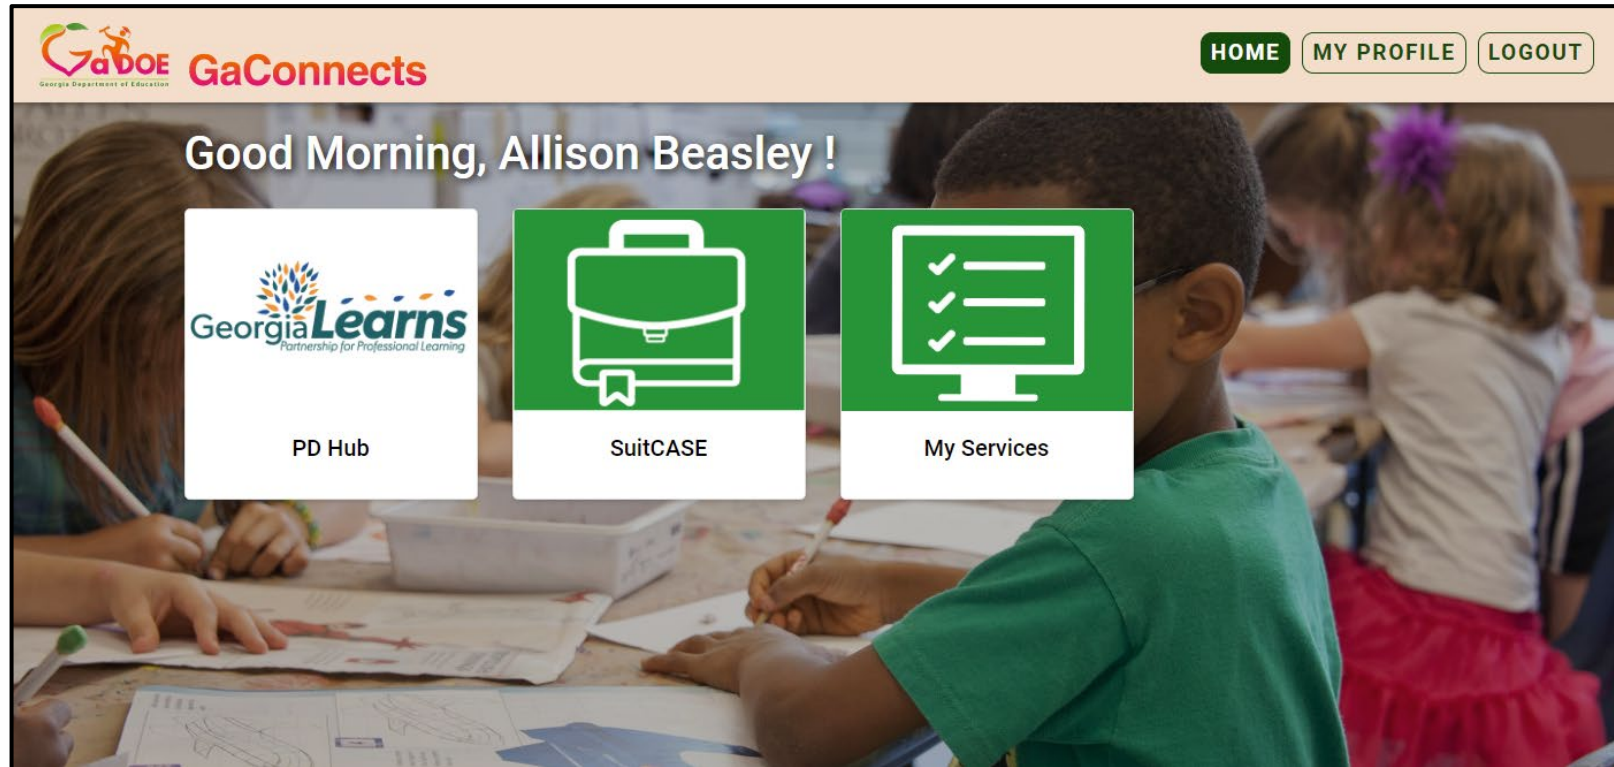 GaDOE
Georgia Department of Education
GaConnects
HOME
MY PROFILE
LOGOUT
Good Morning, Allison Beasley !
GeorgiaLearns
Partnership for Professional Learning
PD Hub
SuitCASE
My Services